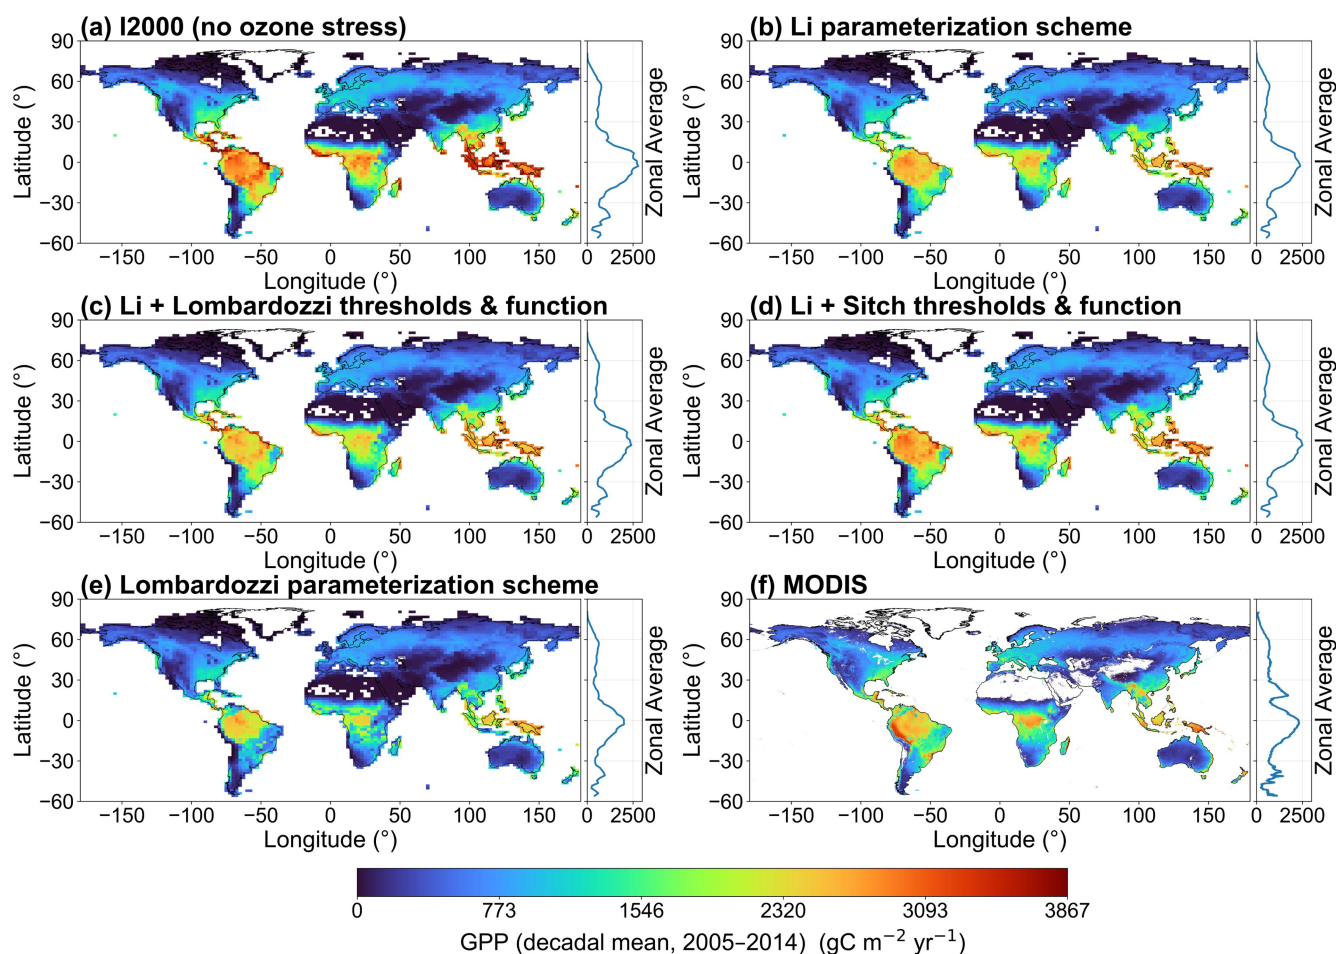 (a) I2000 (no ozone stress)
90
60
30
0
−30
−60
Latitude (°)
−150 −100 −50 0 50 100 150
Longitude (°)
0 2500
Zonal Average
(b) Li parameterization scheme
90
60
30
0
−30
−60
Latitude (°)
−150 −100 −50 0 50 100 150
Longitude (°)
0 2500
Zonal Average
(c) Li + Lombardozzi thresholds & function
90
60
30
0
−30
−60
Latitude (°)
−150 −100 −50 0 50 100 150
Longitude (°)
0 2500
Zonal Average
(d) Li + Sitch thresholds & function
90
60
30
0
−30
−60
Latitude (°)
−150 −100 −50 0 50 100 150
Longitude (°)
0 2500
Zonal Average
(e) Lombardozzi parameterization scheme
90
60
30
0
−30
−60
Latitude (°)
−150 −100 −50 0 50 100 150
Longitude (°)
0 2500
Zonal Average
(f) MODIS
90
60
30
0
−30
−60
Latitude (°)
−150 −100 −50 0 50 100 150
Longitude (°)
0 2500
Zonal Average
0 773 1546 2320 3093 3867
GPP (decadal mean, 2005–2014) (gC m⁻² yr⁻¹)